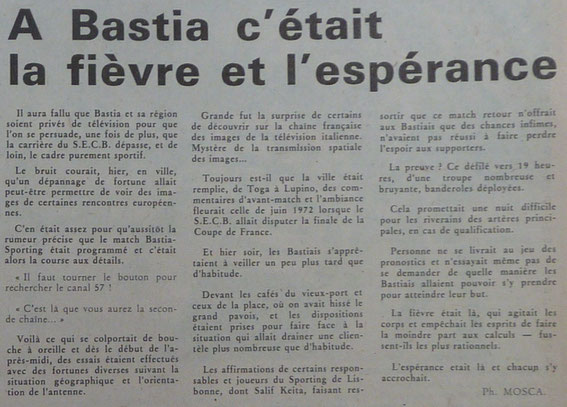 A Bastia c'était
la fièvre et l'espérance
Il aura fallu que Bastia et sa région
soient privés de télévision pour que
l'on se persuade, une fois de plus, que
la carrière du S.E.C.B. dépasse, et de
loin, le cadre purement sportif.
Le bruit courait, hier, en ville,
qu'un dépannage de fortune allait
peut-être permettre de voir des images
de certaines rencontres européen-
nes.
C'en était assez pour qu'aussitôt la
rumeur précise que le match Bastia-
Sporting était programmé et c'était
alors la course aux détails.
« Il faut tourner le bouton pour
rechercher le canal 57 !
« C'est là que vous aurez la secon-
de chaîne... »
Voilà ce qui se colportait de bou-
che à oreille et dès le début de l'a-
près-midi, des essais étaient effectués
avec des fortunes diverses suivant la
situation géographique et l'orienta-
tion de l'antenne.
Grande fut la surprise de certains
de découvrir sur la chaîne française
des images de la télévision italienne.
Mystère de la transmission spatiale
des images...
Toujours est-il que la ville était
remplie, de Toga à Lupino, des com-
mentaires d'avant-match et l'ambiance
fleurait celle de juin 1972 lorsque le
S.E.C.B. allait disputer la finale de la
Coupe de France.
Et hier soir, les Bastiais s'apprê-
taient à veiller un peu plus tard que
d'habitude.
Devant les cafés du vieux-port et
ceux de la place, où on avait hissé le
grand pavois, et les dispositions
étaient prises pour faire face à la
situation qui allait drainer une clien-
tèle plus nombreuse que d'habitude.
Les affirmations de certains respon-
sables et joueurs du Sporting de Lis-
bonne, dont Salif Keita, faisant res-
sortir que ce match retour n'offrait
aux Bastiais que des chances infimes,
n'avaient pas réussi à faire perdre
l'espoir aux supporters.
La preuve ? Ce défilé vers 19 heu-
res, d'une troupe nombreuse et
bruyante, banderoles déployées.
Cela promettait une nuit difficile
pour les riverains des artères princi-
pales, en cas de qualification.
Personne ne se livrait au jeu des
pronostics et n'essayait même pas de
se demander de quelle manière les
Bastiais allaient pouvoir s'y prendre
pour atteindre leur but.
La fièvre était là, qui agitait les
corps et empêchait les esprits de faire
la moindre part aux calculs — fus-
sent-ils les plus rationnels.
L'espérance était là et chacun s'y
accrochait.
Ph. MOSCA.